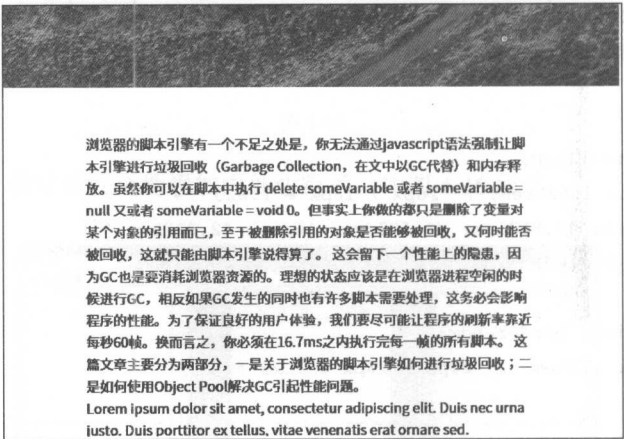 浏览器的脚本引擎有一个不足之处是，你无法通过javascript语法强制让脚
本引擎进行垃圾回收（Garbage Collection，在文中以GC代替）和内存释
放。虽然你可以在脚本中执行 delete someVariable 或者 someVariable =
null 又或者 someVariable = void 0。但事实上你做的都只是删除了变量对
某个对象的引用而已，至于被删除引用的对象是否能够被回收，又何时能否
被回收，这就只能由脚本引擎说得算了。 这会留下一个性能上的隐患，因
为GC也是要消耗浏览器资源的。理想的状态应该是在浏览器进程空闲的时
候进行GC，相反如果GC发生的同时也有许多脚本需要处理，这务必会影响
程序的性能。为了保证良好的用户体验，我们要尽可能让程序的刷新率靠近
每秒60帧。换而言之，你必须在16.7ms之内执行完每一帧的所有脚本。 这
篇文章主要分为两部分，一是关于浏览器的脚本引擎如何进行垃圾回收；二
是如何使用Object Pool解决GC引起性能问题。
Lorem ipsum dolor sit amet, consectetur adipiscing elit. Duis nec urna
justo. Duis porttitor ex tellus, vitae venenatis erat ornare sed.